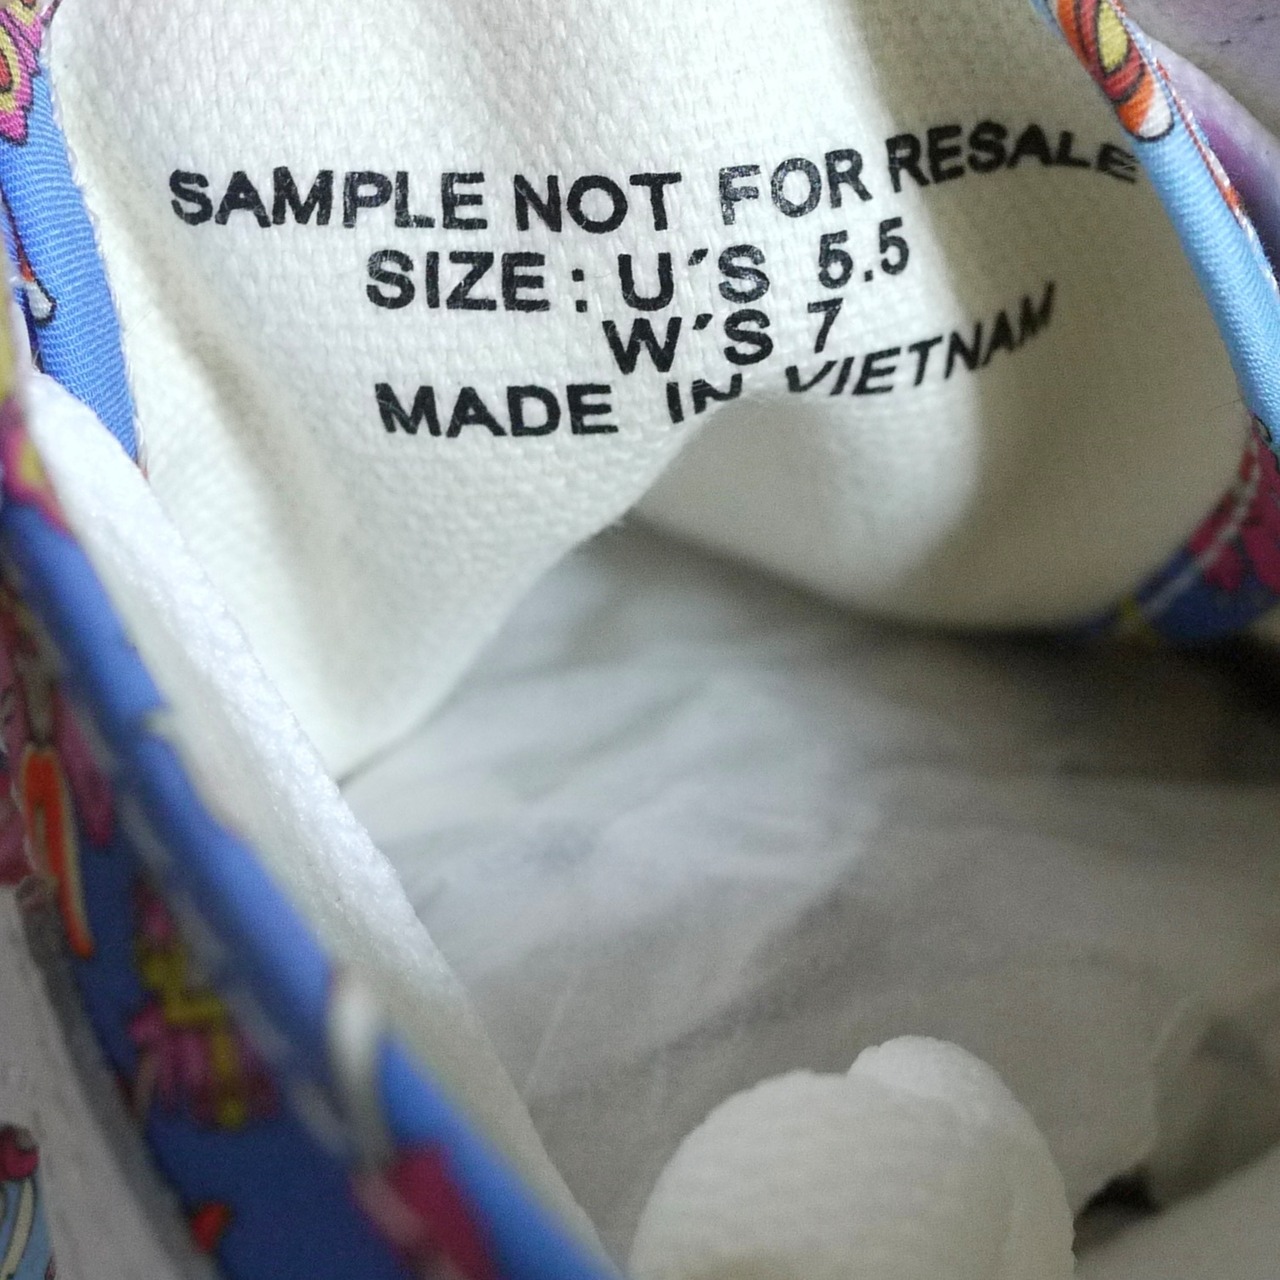 SAMPLE NOT FOR RESALE
SIZE: U'S 5.5
W'S 7
MADE IN VIETNAM